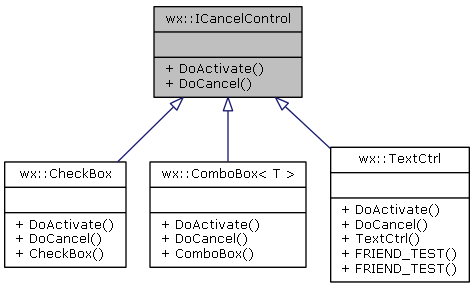 wx::ICancelControl
+ DoActivate()
+ DoCancel()
wx::CheckBox
+ DoActivate()
+ DoCancel()
+ CheckBox()
wx::ComboBox< T >
+ DoActivate()
+ DoCancel()
+ ComboBox()
wx::TextCtrl
+ DoActivate()
+ DoCancel()
+ TextCtrl()
+ FRIEND_TEST()
+ FRIEND_TEST()